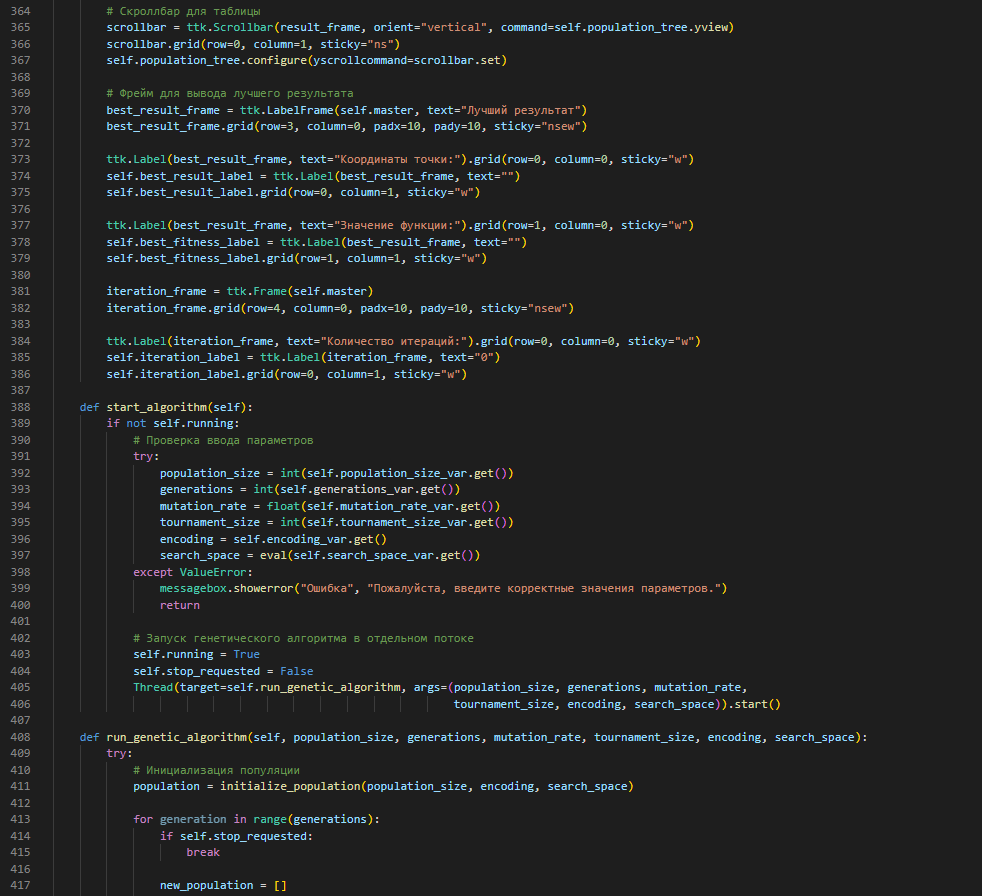 364 # Скроллбар для таблицы
365 scrollbar = ttk.Scrollbar(result_frame, orient="vertical", command=self.population_tree.yview)
366 scrollbar.grid(row=0, column=1, sticky="ns")
367 self.population_tree.configure(yscrollcommand=scrollbar.set)
368
369 # Фрейм для вывода лучшего результата
370 best_result_frame = ttk.LabelFrame(self.master, text="Лучший результат")
371 best_result_frame.grid(row=3, column=0, padx=10, pady=10, sticky="nsew")
372
373 ttk.Label(best_result_frame, text="Координаты точки:").grid(row=0, column=0, sticky="w")
374 self.best_result_label = ttk.Label(best_result_frame, text="")
375 self.best_result_label.grid(row=0, column=1, sticky="w")
376
377 ttk.Label(best_result_frame, text="Значение функции:").grid(row=1, column=0, sticky="w")
378 self.best_fitness_label = ttk.Label(best_result_frame, text="")
379 self.best_fitness_label.grid(row=1, column=1, sticky="w")
380
381 iteration_frame = ttk.Frame(self.master)
382 iteration_frame.grid(row=4, column=0, padx=10, pady=10, sticky="nsew")
383
384 ttk.Label(iteration_frame, text="Количество итераций:").grid(row=0, column=0, sticky="w")
385 self.iteration_label = ttk.Label(iteration_frame, text="0")
386 self.iteration_label.grid(row=0, column=1, sticky="w")
387
388 def start_algorithm(self):
389 if not self.running:
390 # Проверка ввода параметров
391 try:
392 population_size = int(self.population_size_var.get())
393 generations = int(self.generations_var.get())
394 mutation_rate = float(self.mutation_rate_var.get())
395 tournament_size = int(self.tournament_size_var.get())
396 encoding = self.encoding_var.get()
397 search_space = eval(self.search_space_var.get())
398 except ValueError:
399 messagebox.showerror("Ошибка", "Пожалуйста, введите корректные значения параметров.")
400 return
401
402 # Запуск генетического алгоритма в отдельном потоке
403 self.running = True
404 self.stop_requested = False
405 Thread(target=self.run_genetic_algorithm, args=(population_size, generations, mutation_rate,
406 tournament_size, encoding, search_space)).start()
407
408 def run_genetic_algorithm(self, population_size, generations, mutation_rate, tournament_size, encoding, search_space):
409 try:
410 # Инициализация популяции
411 population = initialize_population(population_size, encoding, search_space)
412
413 for generation in range(generations):
414 if self.stop_requested:
415 break
416
417 new_population = []